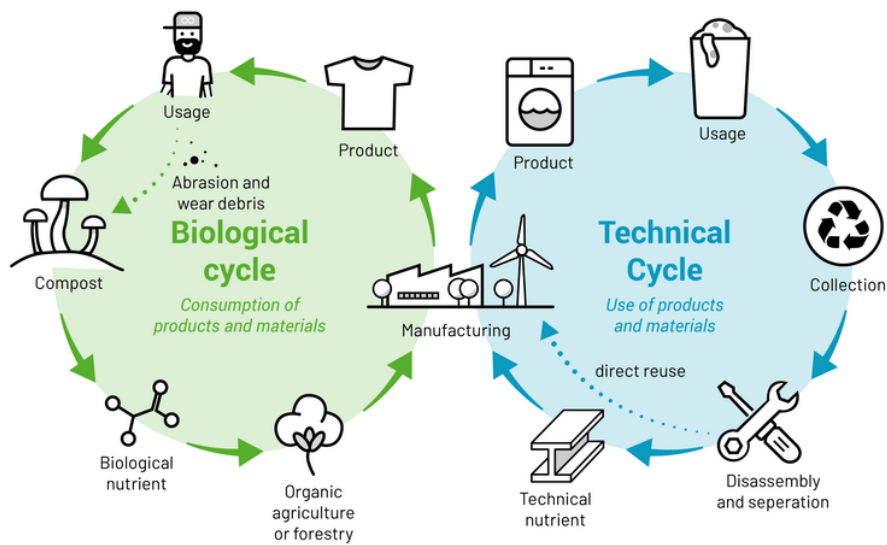 Usage
Product
Abrasion and
wear debris
Biological
cycle
Consumption of
products and materials
Compost
Biological
nutrient
Organic
agriculture
or forestry
Manufacturing
Product
Usage
Technical
Cycle
Use of products
and materials
Collection
direct reuse
Disassembly
and seperation
Technical
nutrient